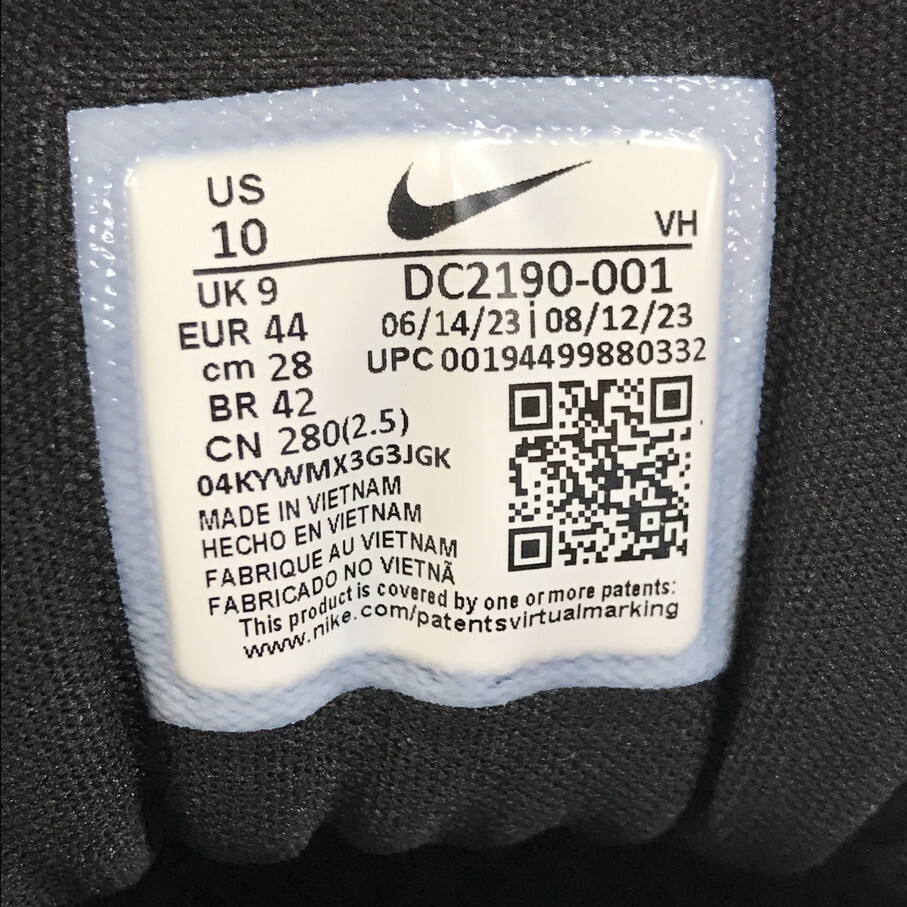 US
10
VH
UK 9
EUR 44
cm 28
BR 42
CN 280(2.5)
DC2190-001
06/14/23 | 08/12/23
UPC 00194499880332
04KYWMX3G3JGK
MADE IN VIETNAM
HECHO EN VIETNAM
FABRIQUE AU VIETNAM
FABRICADO NO VIETNÃ
This product is covered by one or more patents:
www.nike.com/patentsvirtualmarking